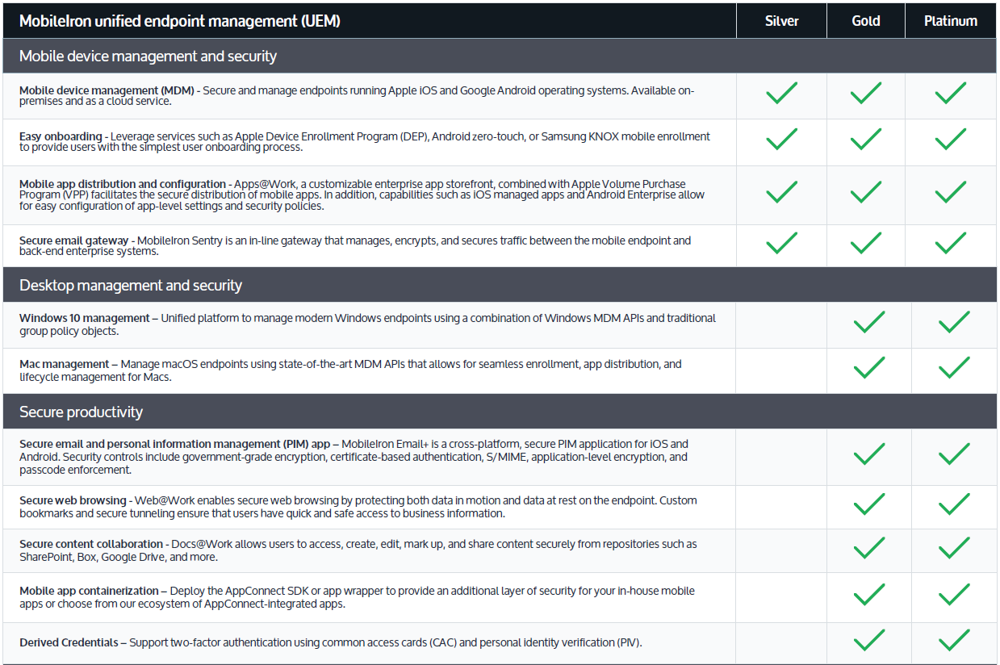 MobileIron unified endpoint management (UEM) Silver Gold Platinum
Mobile device management and security
Mobile device management (MDM) - Secure and manage endpoints running Apple iOS and Google Android operating systems. Available on-
premises and as a cloud service.
Easy onboarding - Leverage services such as Apple Device Enrollment Program (DEP), Android zero-touch, or Samsung KNOX mobile enrollment
to provide users with the simplest user onboarding process.
Mobile app distribution and configuration - Apps@Work, a customizable enterprise app storefront, combined with Apple Volume Purchase
Program (VPP) facilitates the secure distribution of mobile apps. In addition, capabilities such as iOS managed apps and Android Enterprise allow
for easy configuration of app-level settings and security policies.
Secure email gateway - MobileIron Sentry is an in-line gateway that manages, encrypts, and secures traffic between the mobile endpoint and
back-end enterprise systems.
Desktop management and security
Windows 10 management – Unified platform to manage modern Windows endpoints using a combination of Windows MDM APIs and traditional
group policy objects.
Mac management – Manage macOS endpoints using state-of-the-art MDM APIs that allows for seamless enrollment, app distribution, and
lifecycle management for Macs.
Secure productivity
Secure email and personal information management (PIM) app – MobileIron Email+ is a cross-platform, secure PIM application for iOS and
Android. Security controls include government-grade encryption, certificate-based authentication, S/MIME, application-level encryption, and
passcode enforcement.
Secure web browsing - Web@Work enables secure web browsing by protecting both data in motion and data at rest on the endpoint. Custom
bookmarks and secure tunneling ensure that users have quick and safe access to business information.
Secure content collaboration - Docs@Work allows users to access, create, edit, mark up, and share content securely from repositories such as
SharePoint, Box, Google Drive, and more.
Mobile app containerization – Deploy the AppConnect SDK or app wrapper to provide an additional layer of security for your in-house mobile
apps or choose from our ecosystem of AppConnect-integrated apps.
Derived Credentials – Support two-factor authentication using common access cards (CAC) and personal identity verification (PIV).